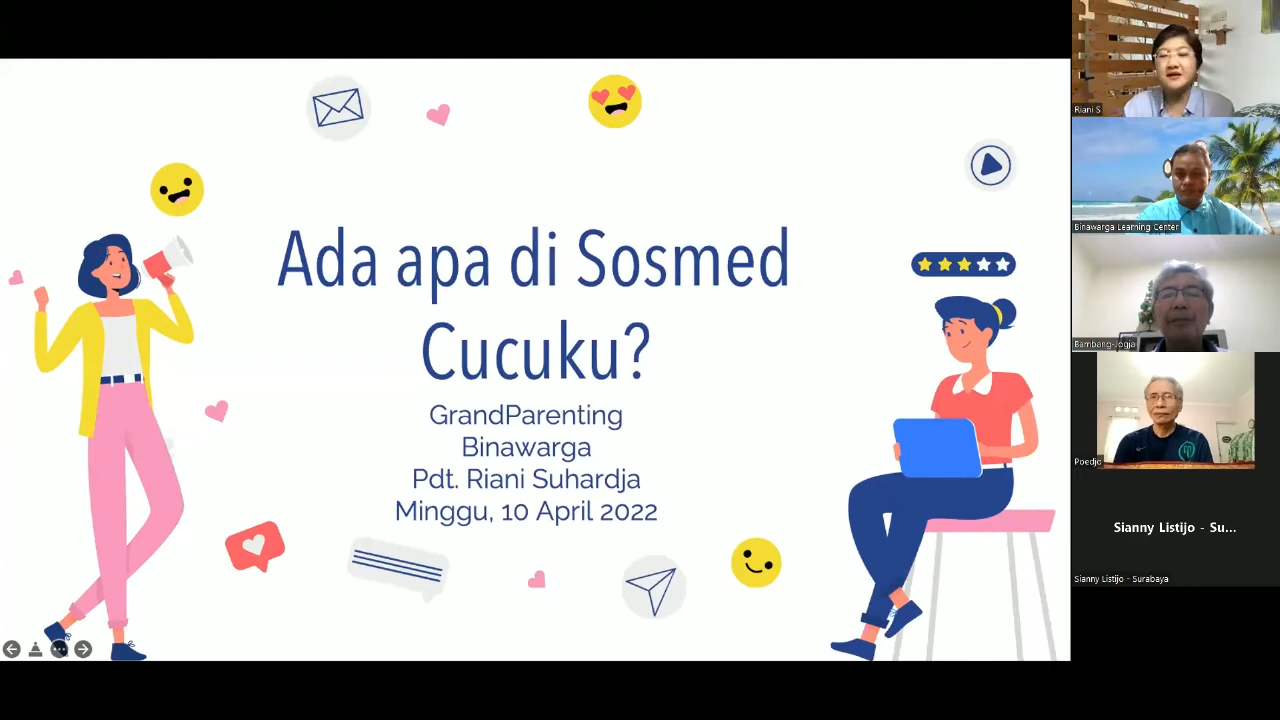 Ada apa di Sosmed
Cucuku?
GrandParenting
Binawarga
Pdt. Riani Suhardja
Minggu, 10 April 2022
Riani S
Binawarga Learning Center
Bambang-Jogja
Poedjo
Sianny Listijo - Su...
Sianny Listijo - Surabaya